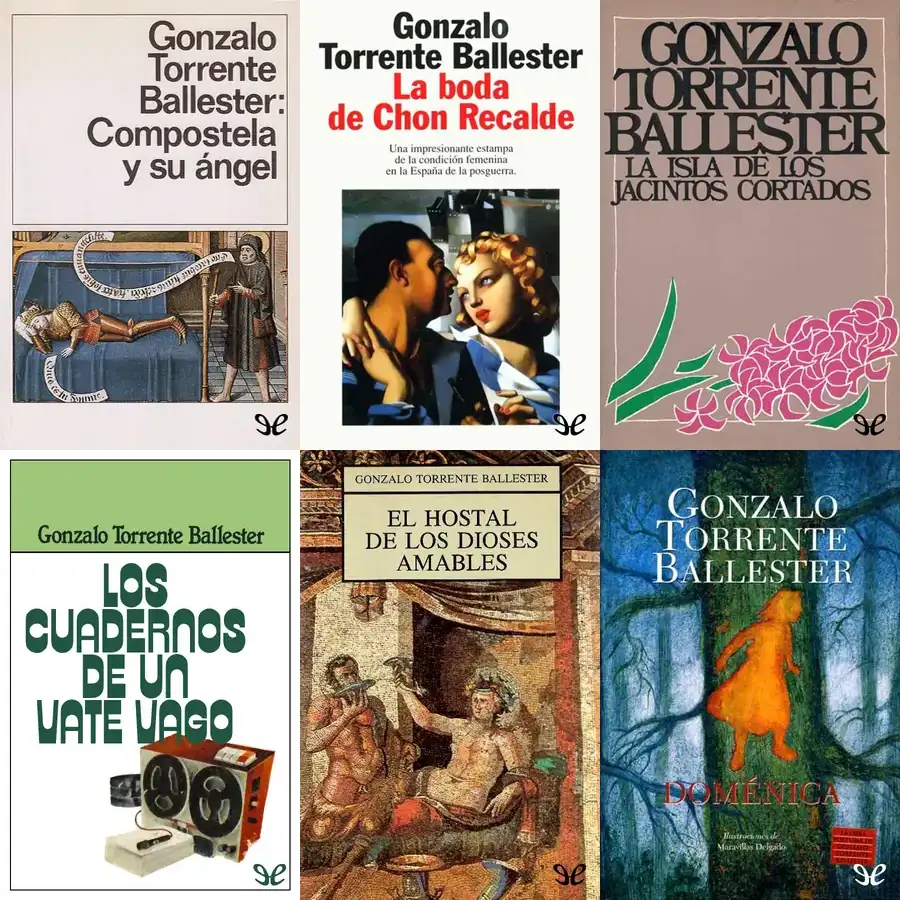 Gonzalo
Torrente
Ballester:
Compostela
y su ángel
Gonzalo
Torrente Ballester
La boda
de Chon Recalde
Una impresionante estampa
de la condición femenina
en la España de la posguerra.
GONZALO
TORRENTE
BALLESTER
LA ISLA DE LOS
JACINTOS CORTADOS
Gonzalo Torrente Ballester
LOS
CUADERNOS
DE UN
VATE VAGO
GONZALO TORRENTE BALLESTER
EL HOSTAL
DE LOS DIOSES
AMABLES
GONZALO
TORRENTE
BALLESTER
DOMÉNICA
Ilustraciones de
Maravillas Delgado